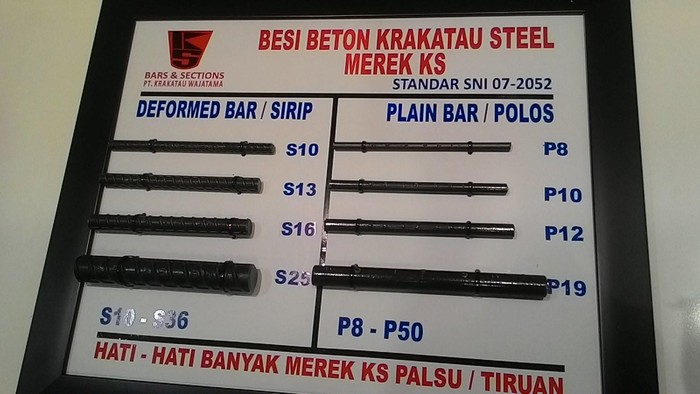 KS
BARS & SECTIONS
PT. KRAKATAU WAJATAMA
BESI BETON KRAKATAU STEEL
MEREK KS
STANDAR SNI 07-2052
DEFORMED BAR / SIRIP
S10
S13
S16
S25
S10 - S36
PLAIN BAR / POLOS
P8
P10
P12
P19
P8 - P50
HATI - HATI BANYAK MEREK KS PALSU / TIRUAN